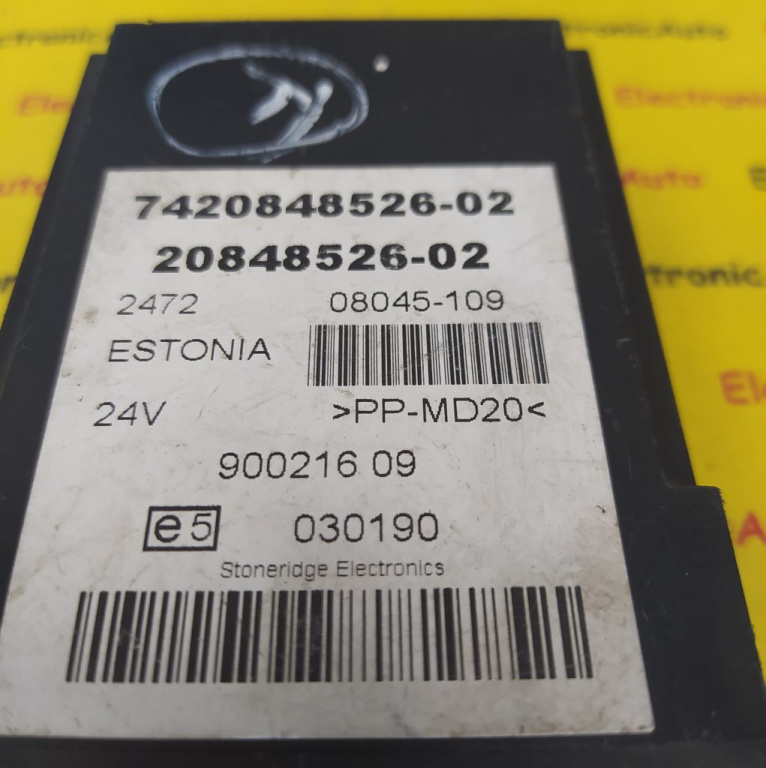 7420848526-02
20848526-02
2472 08045-109
ESTONIA
24V >PP-MD20<
900216 09
e5 030190
Stoneridge Electronics